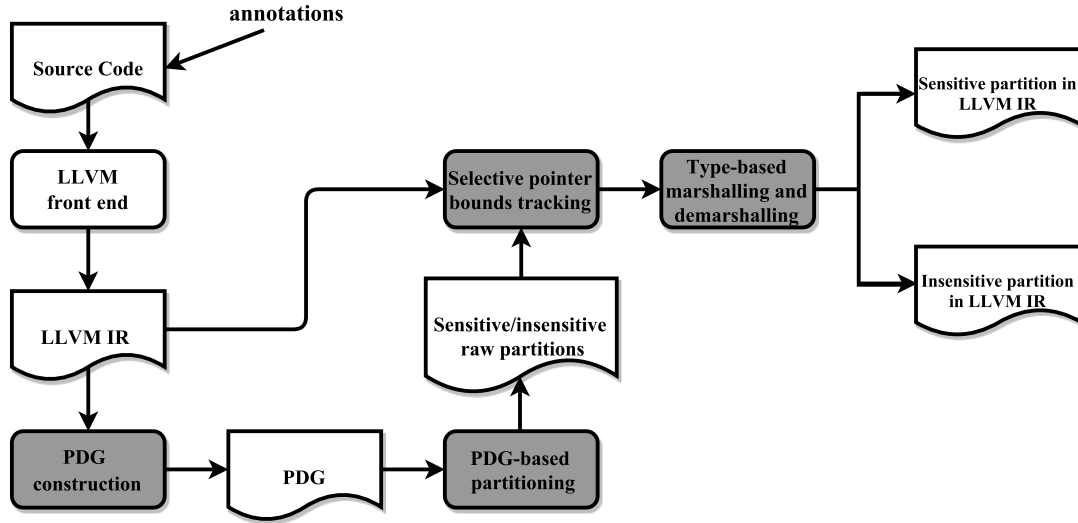 annotations
Source Code
LLVM
front end
LLVM IR
PDG
construction
PDG
PDG-based
partitioning
Sensitive/insensitive
raw partitions
Selective pointer
bounds tracking
Type-based
marshalling and
demarshalling
Sensitive partition in
LLVM IR
Insensitive partition
in LLVM IR